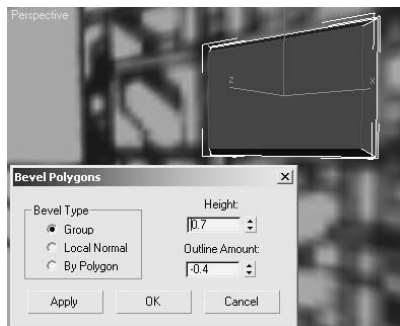 Perspective
z
x
Bevel Polygons
Bevel Type
Group
Local Normal
By Polygon
Height:
0.7
Outline Amount:
-0.4
Apply
OK
Cancel